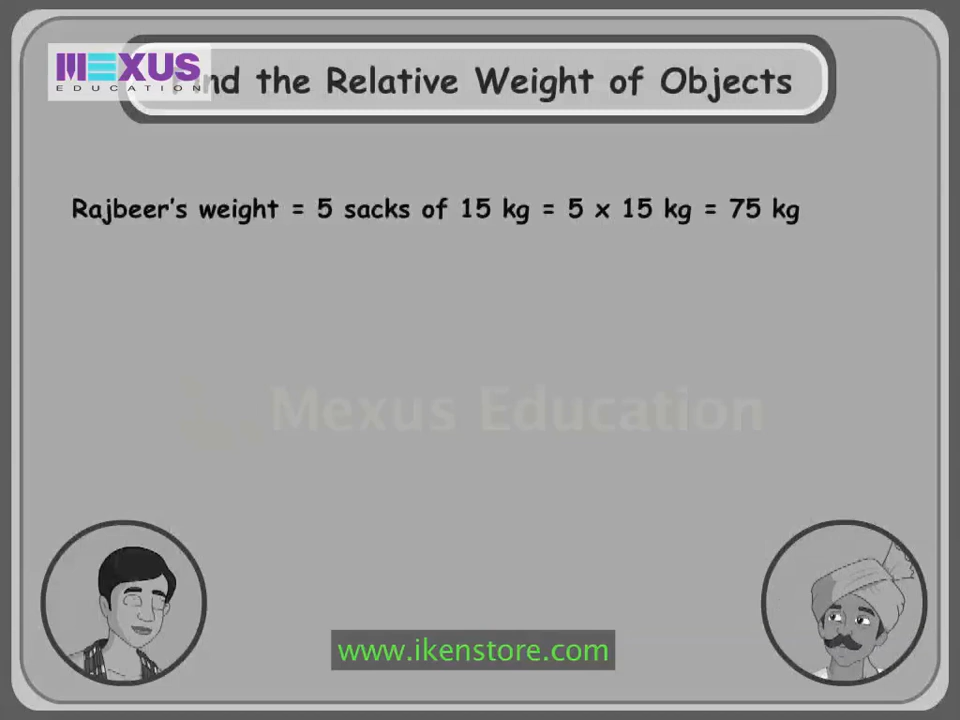 MEXUS
EDUCATION
Find the Relative Weight of Objects
Rajbeer's weight = 5 sacks of 15 kg = 5 x 15 kg = 75 kg
Mexus Education
www.ikenstore.com